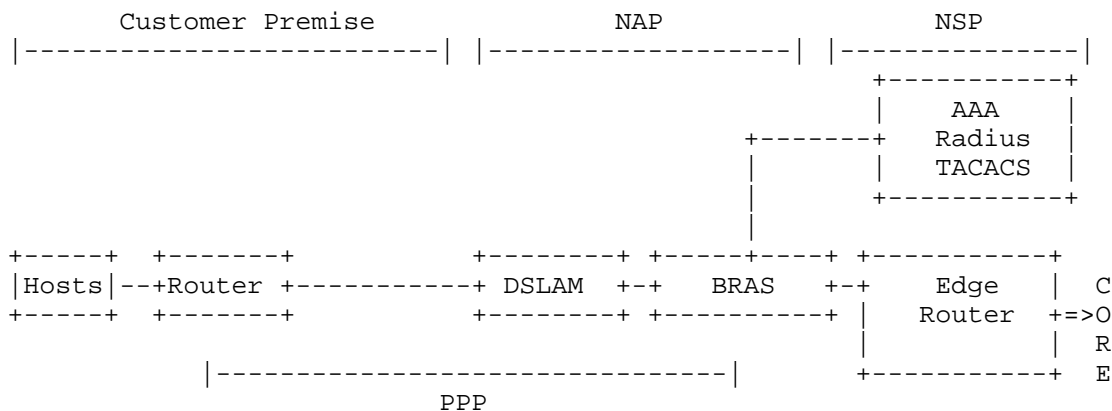 Customer Premise NAP NSP
AAA
Radius
TACACS
Hosts Router DSLAM BRAS Edge C
Router O
R
E
PPP